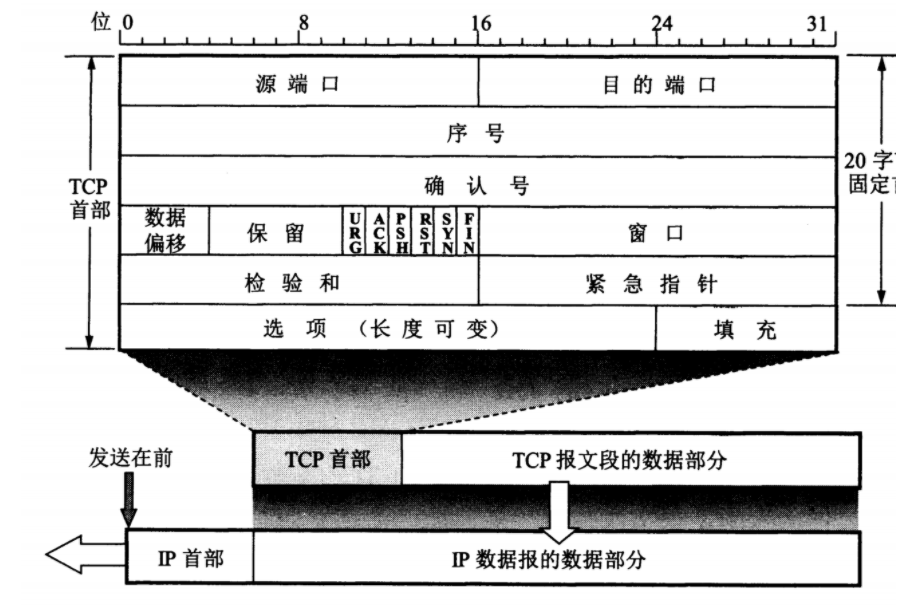 位 0 8 16 24 31
源端口 目的端口
序号
20 字
TCP 确认号 固定
首部
数据 保留 URG ACK PSH RST SYN FIN 窗口
偏移
检验和 紧急指针
选项 (长度可变) 填充
TCP 首部 TCP 报文段的数据部分
发送在前
IP 首部 IP 数据报的数据部分